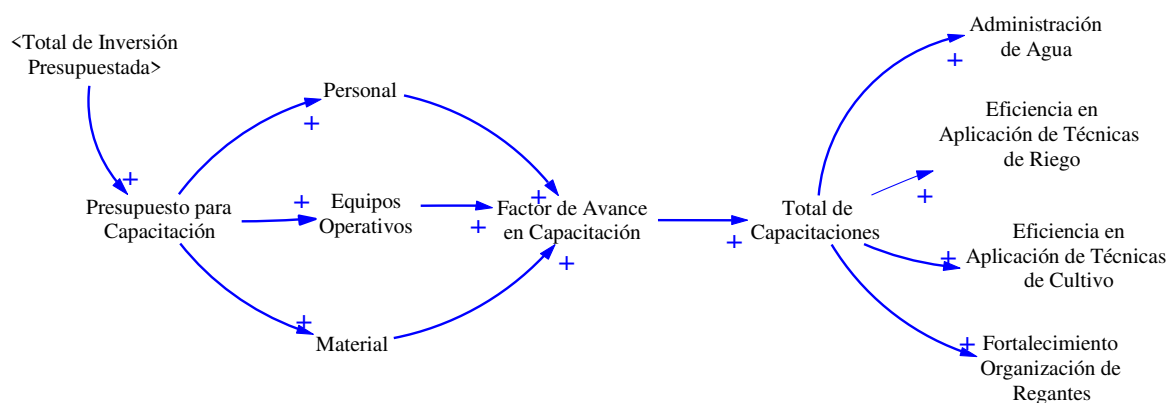 <Total de Inversión
Presupuestada>
+
Presupuesto para
Capacitación
Personal
+
+
Equipos
Operativos
+
Material
+
+
+
Factor de Avance
en Capacitación
+
Total de
Capacitaciones
Administración
de Agua
+
Eficiencia en
Aplicación de Técnicas
de Riego
+
Eficiencia en
Aplicación de Técnicas
de Cultivo
+
Fortalecimiento
Organización de
Regantes
+